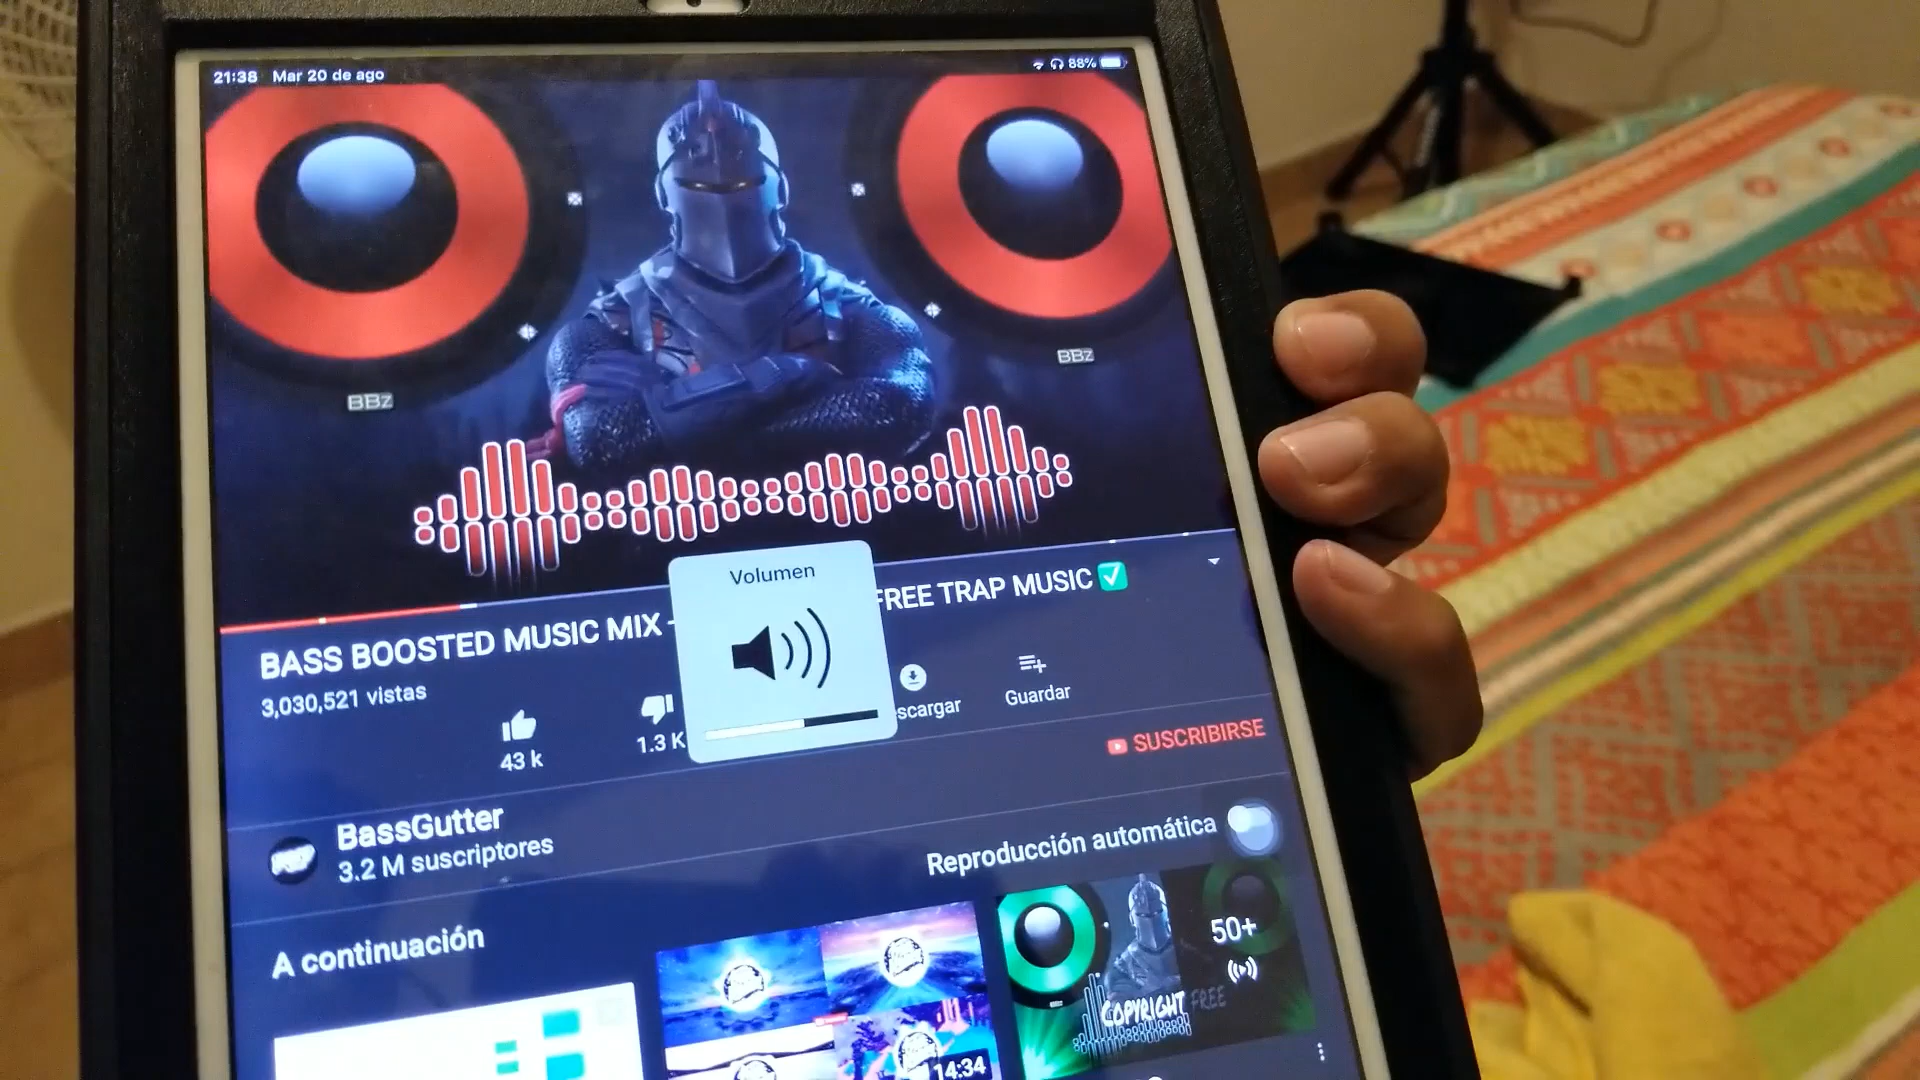 21:38 Mar 20 de ago
88%
BBz
BBz
Volumen
BASS BOOSTED MUSIC MIX - FREE TRAP MUSIC ✅
3,030,521 vistas
43 k
1.3 K
scargar
Guardar
SUSCRIBIRSE
BassGutter
3.2 M suscriptores
Reproducción automática
A continuación
14:34
50+
COPYRIGHT FREE